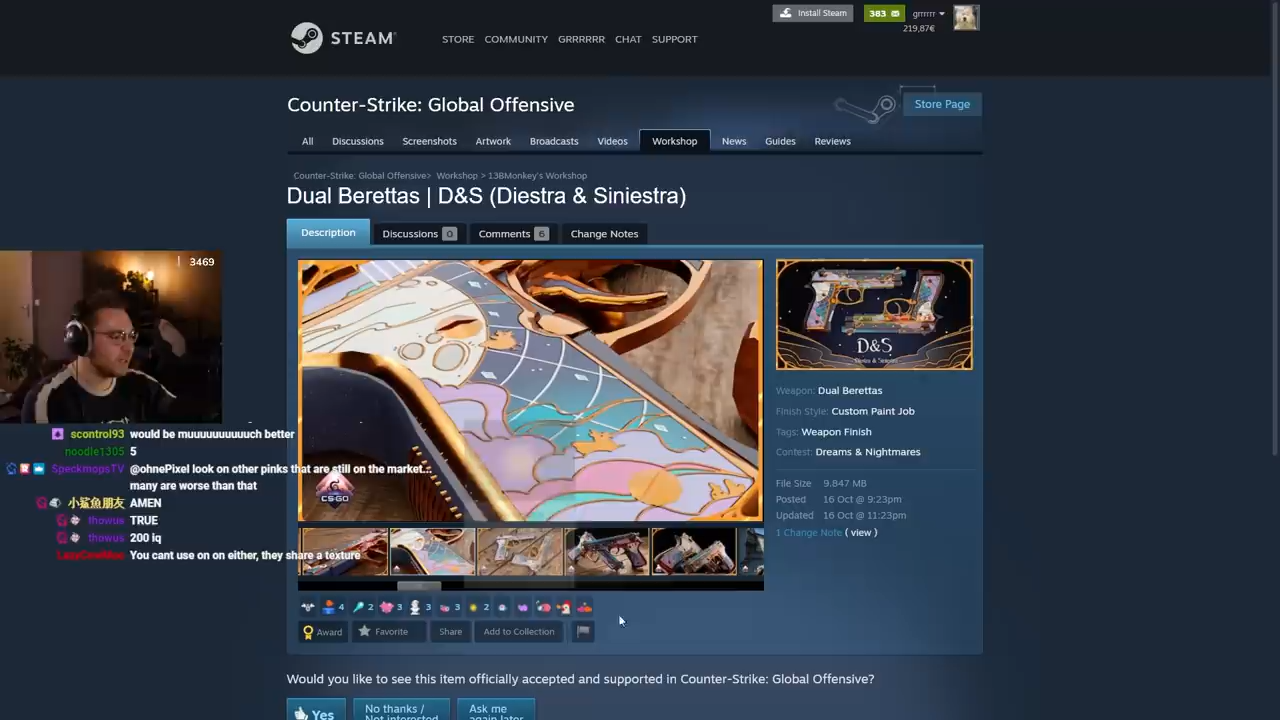 Install Steam
383
grrrrrr
219,87€
STEAM
STORE
COMMUNITY
GRRRRRR
CHAT
SUPPORT
Counter-Strike: Global Offensive
Store Page
All
Discussions
Screenshots
Artwork
Broadcasts
Videos
Workshop
News
Guides
Reviews
Counter-Strike: Global Offensive> Workshop > 13BMonkey's Workshop
Dual Berettas | D&S (Diestra & Siniestra)
Description
Discussions 0
Comments 6
Change Notes
3469
CS:GO
D&S
Diestra & Siniestra
Weapon: Dual Berettas
Finish Style: Custom Paint Job
Tags: Weapon Finish
Contest: Dreams & Nightmares
File Size 9.847 MB
Posted 16 Oct @ 9:23pm
Updated 16 Oct @ 11:23pm
1 Change Note ( view )
scontrol93 would be muuuuuuuuuch better
noodle1305 5
SpeckmopsTV @ohnePixel look on other pinks that are still on the market...
many are worse than that
小鲨魚朋友 AMEN
thowus TRUE
thowus 200 iq
LazyCowMoo You cant use on on either, they share a texture
4 2 3 3 3 2
Award
Favorite
Share
Add to Collection
Would you like to see this item officially accepted and supported in Counter-Strike: Global Offensive?
Yes
No thanks /
Not interested
Ask me
again later